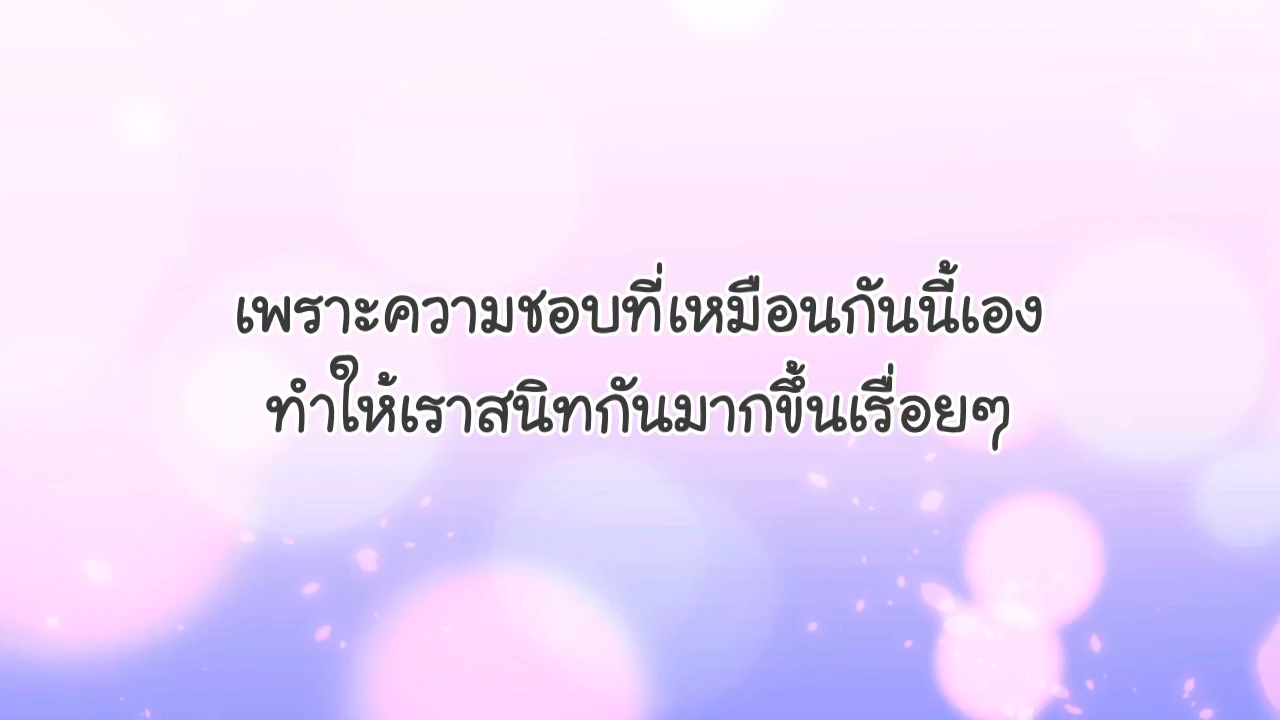 เพราะความชอบที่เหมือนกันนี้เอง
ทำให้เราสนิทกันมากขึ้นเรื่อยๆ